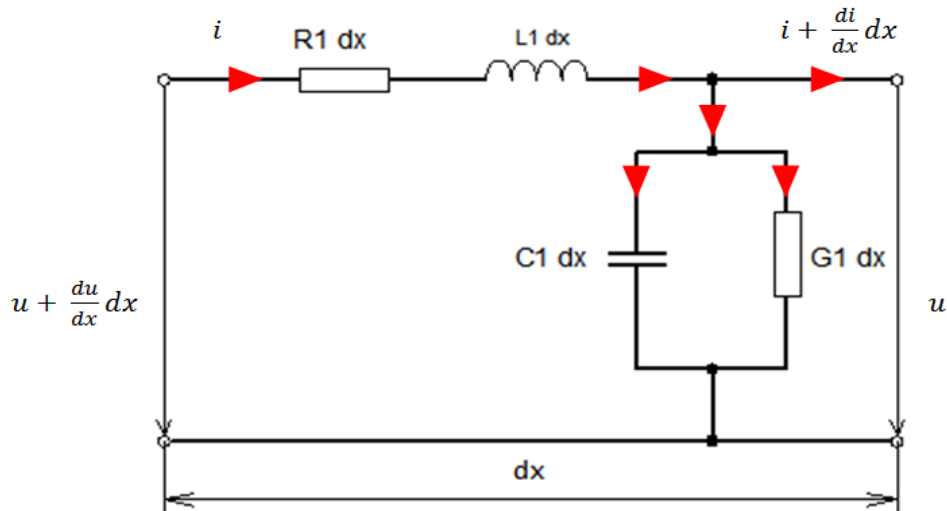 i
i + di/dx dx
R1 dx
L1 dx
C1 dx
G1 dx
u + du/dx dx
u
dx